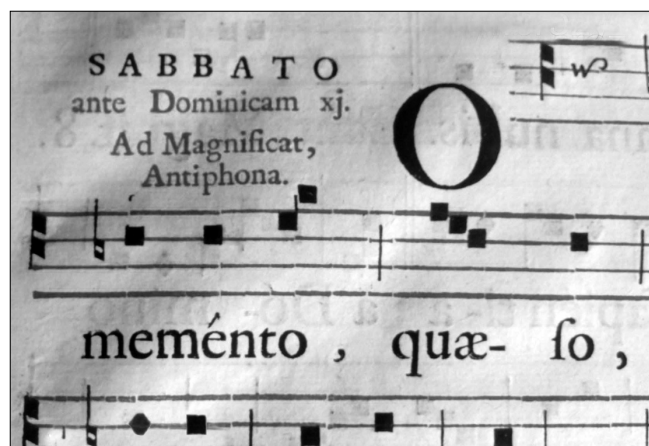 SABBATO
ante Dominicam xj.
Ad Magnificat,
Antiphona.
O
meménto, quæ- ſo,